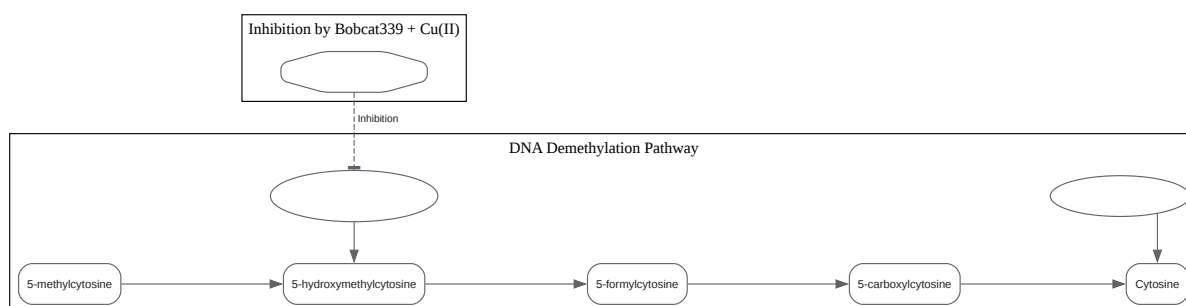 Inhibition by Bobcat339 + Cu(II)
Inhibition
DNA Demethylation Pathway
5-methylcytosine
5-hydroxymethylcytosine
5-formylcytosine
5-carboxylcytosine
Cytosine